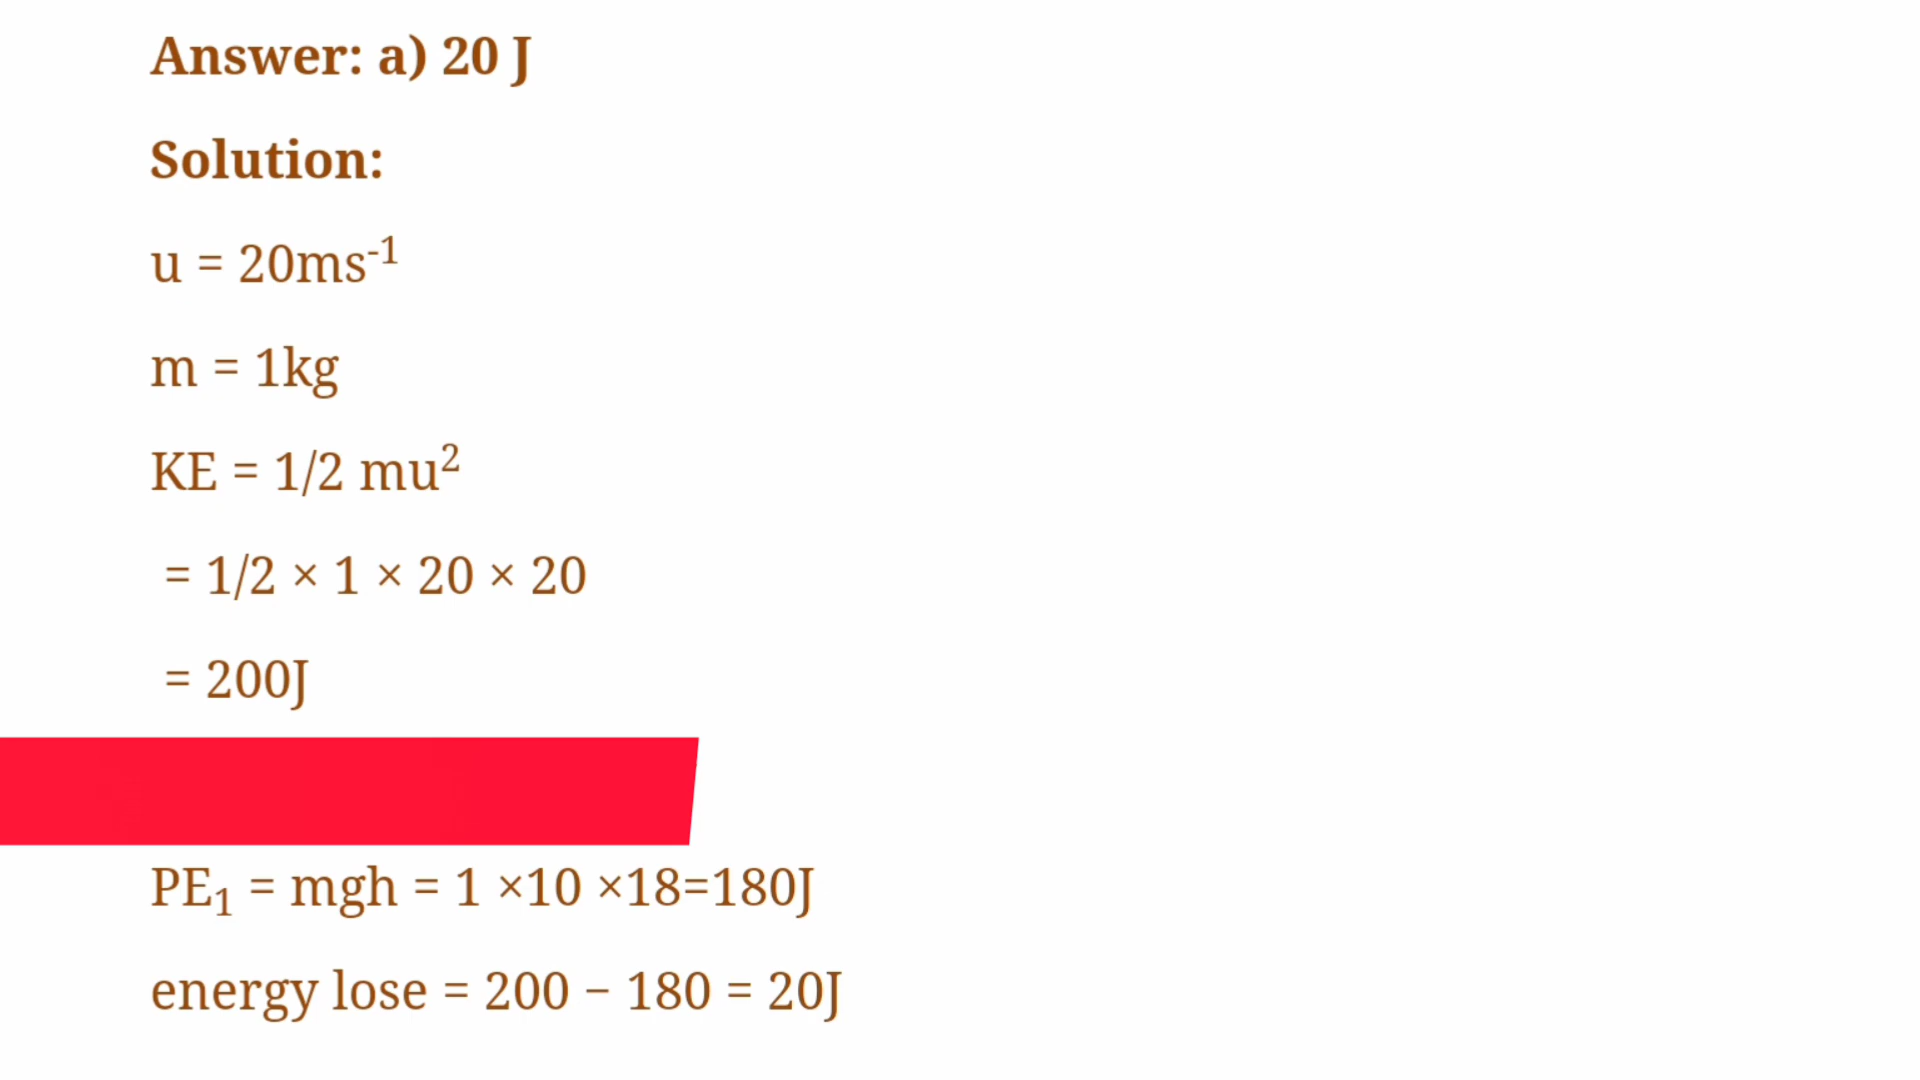 Answer: a) 20 J
Solution:
u = 20ms⁻¹
m = 1kg
KE = 1/2 mu²
= 1/2 × 1 × 20 × 20
= 200J
PE₁ = mgh = 1 ×10 ×18=180J
energy lose = 200 − 180 = 20J